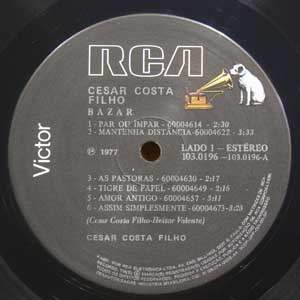 RCA
Victor
CESAR COSTA
FILHO
BAZAR
1 - PAR OU ÍMPAR - 60004614 - 2:30
2 - MANTENHA DISTÂNCIA-60004622 - 3:33
℗ 1977
LADO 1 - ESTÉREO
103.0196 -103.0196-A
3 - AS PASTORAS - 60004630 - 2:17
4 - TIGRE DE PAPEL - 60004649 - 2:16
5 - AMOR ANTIGO - 60004657 - 3:11
6 - ASSIM SIMPLESMENTE - 60004673-3:23
(Cesar Costa Filho-Heitor Valente)
CESAR COSTA FILHO